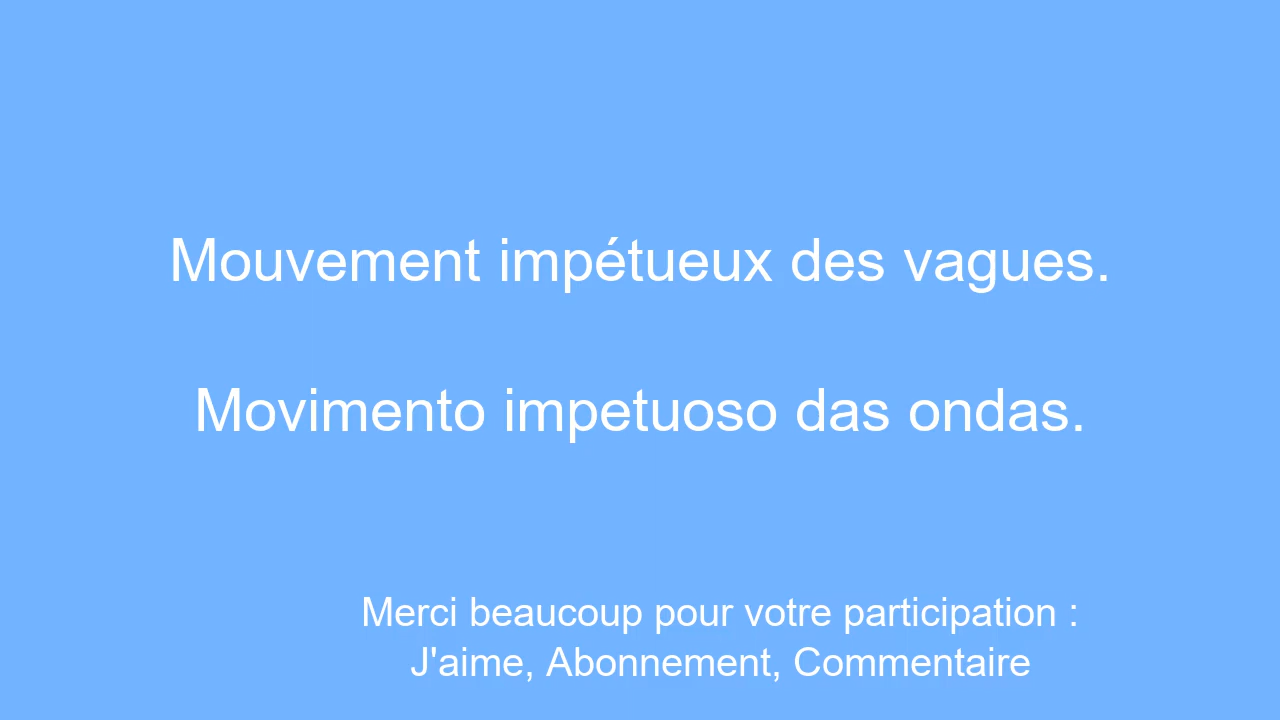 Mouvement impétueux des vagues.
Movimento impetuoso das ondas.
Merci beaucoup pour votre participation :
J'aime, Abonnement, Commentaire